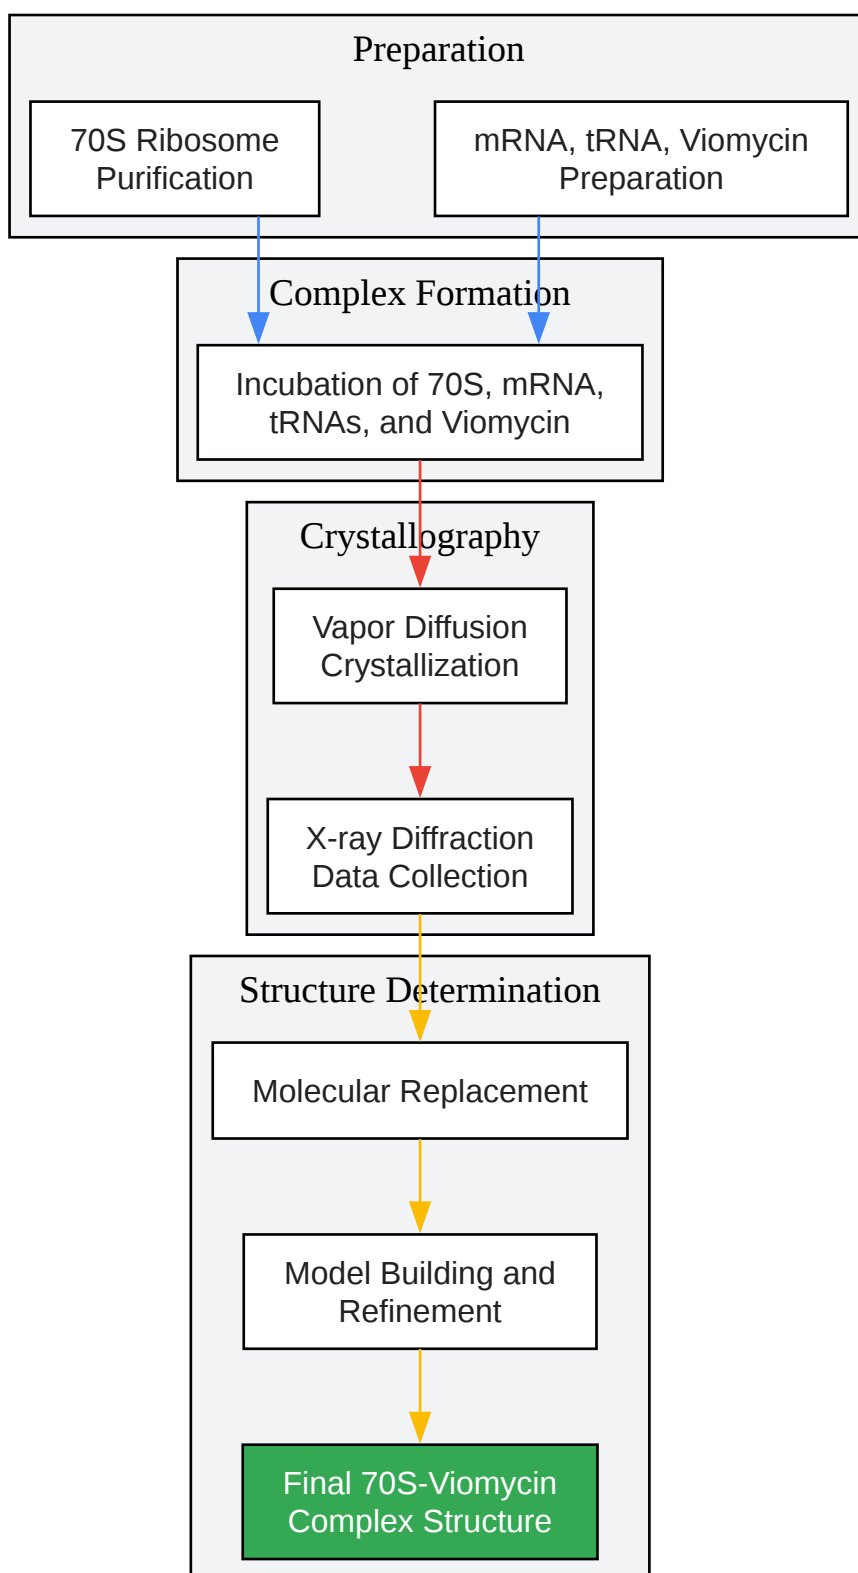 Preparation
70S Ribosome
Purification
mRNA, tRNA, Viomycin
Preparation
Complex Formation
Incubation of 70S, mRNA,
tRNAs, and Viomycin
Crystallography
Vapor Diffusion
Crystallization
X-ray Diffraction
Data Collection
Structure Determination
Molecular Replacement
Model Building and
Refinement
Final 70S-Viomycin
Complex Structure